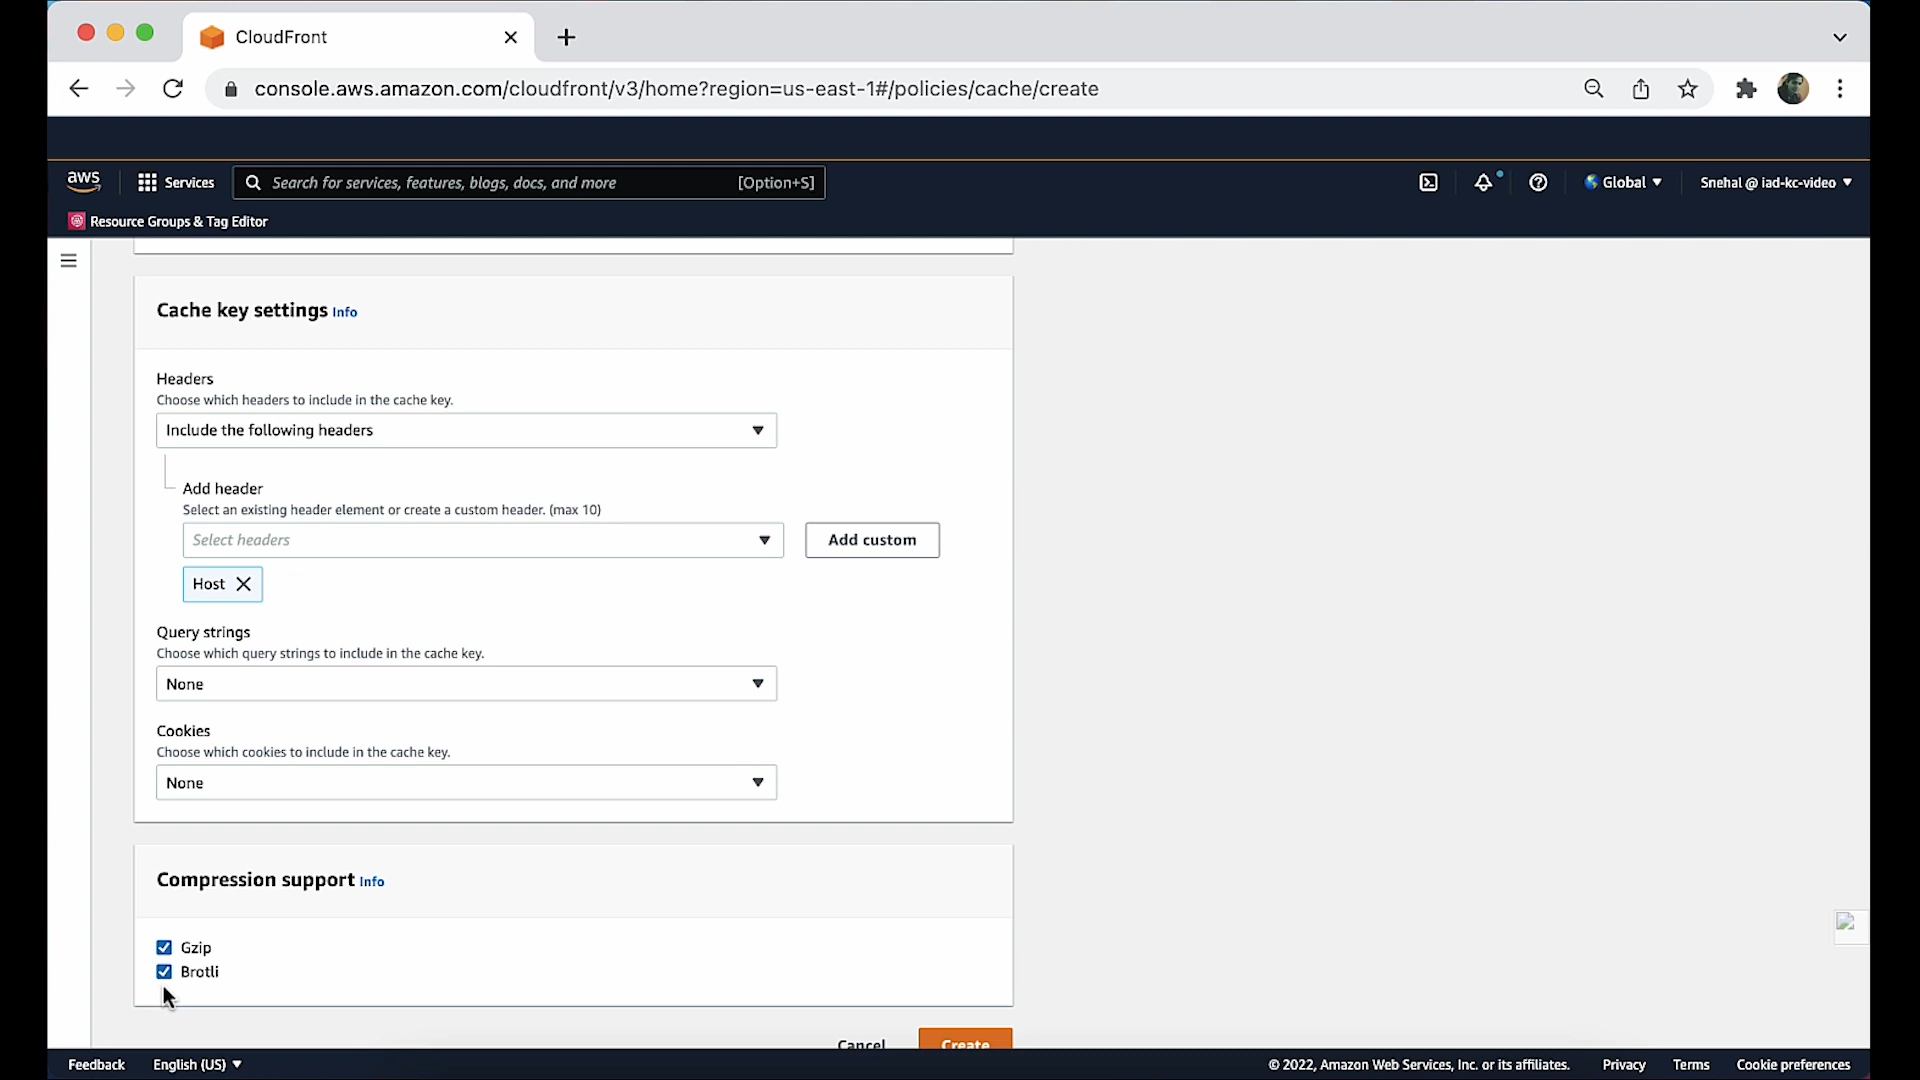 CloudFront
console.aws.amazon.com/cloudfront/v3/home?region=us-east-1#/policies/cache/create
aws
Services
Search for services, features, blogs, docs, and more
[Option+S]
Global
Snehal @ iad-kc-video
Resource Groups & Tag Editor
Cache key settings Info
Headers
Choose which headers to include in the cache key.
Include the following headers
Add header
Select an existing header element or create a custom header. (max 10)
Select headers
Add custom
Host
Query strings
Choose which query strings to include in the cache key.
None
Cookies
Choose which cookies to include in the cache key.
None
Compression support Info
Gzip
Brotli
Cancel
Create
Feedback
English (US)
© 2022, Amazon Web Services, Inc. or its affiliates.
Privacy
Terms
Cookie preferences